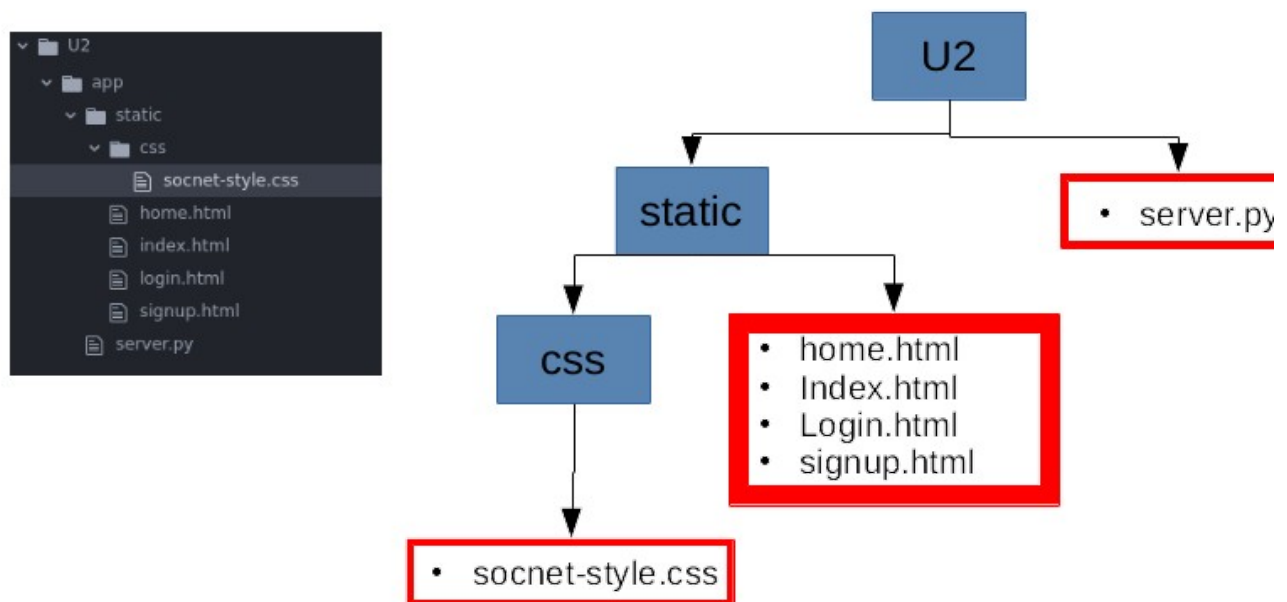 U2
app
static
css
socnet-style.css
home.html
index.html
login.html
signup.html
server.py
U2
static
• server.py
css
• home.html
• Index.html
• Login.html
• signup.html
• socnet-style.css